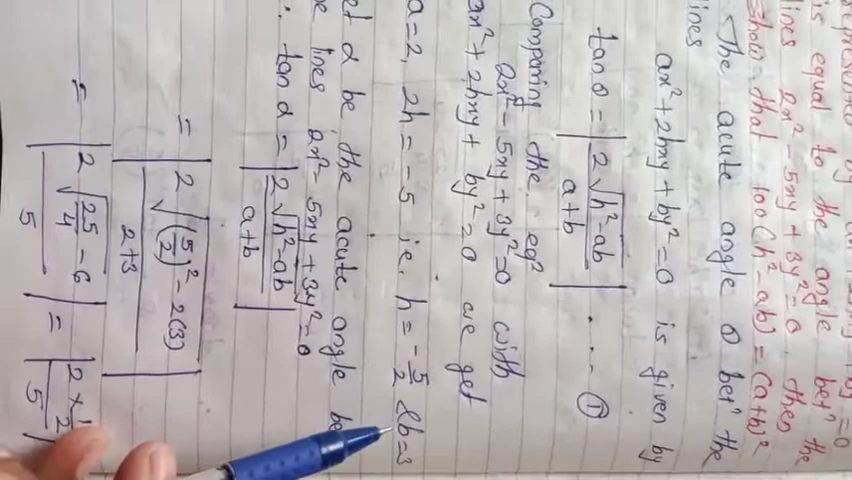 represented by
is equal to the angle betn the
lines 2x² - 5xy + 3y² = 0 then
show that 100(h² - ab) = (a+b)²
The acute angle θ betn the
lines
ax² + 2hxy + by² = 0 is given by
tan θ = | 2√h²-ab / a+b | ... ①
Comparing the eqn
2x² - 5xy + 3y² = 0 with
ax² + 2hxy + by² = 0 we get
a = 2, 2h = -5 i.e. h = -5/2 & b = 3
let α be the acute angle be
lines 2x² - 5xy + 3y² = 0
∴ tan α = | 2√h²-ab / a+b |
= | 2√(5/2)² - 2(3) / 2+3 |
= | 2√25/4 - 6 / 5 | = | 2 × 1/2 / 5 |